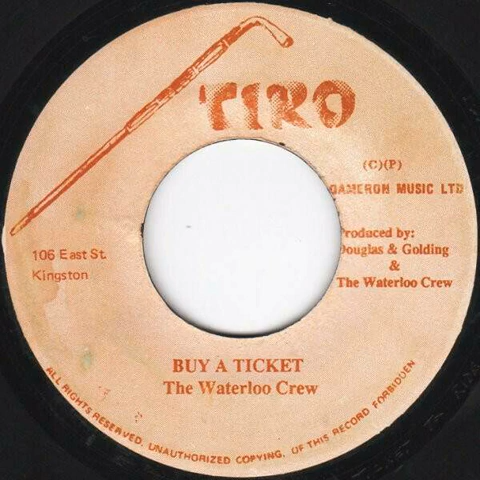 TIRO
(C)(P)
CAMERON MUSIC LTD
106 East St.
Kingston
Produced by:
Douglas & Golding
&
The Waterloo Crew
BUY A TICKET
The Waterloo Crew
ALL RIGHTS RESERVED. UNAUTHORIZED COPYING, OF THIS RECORD FORBIDDEN